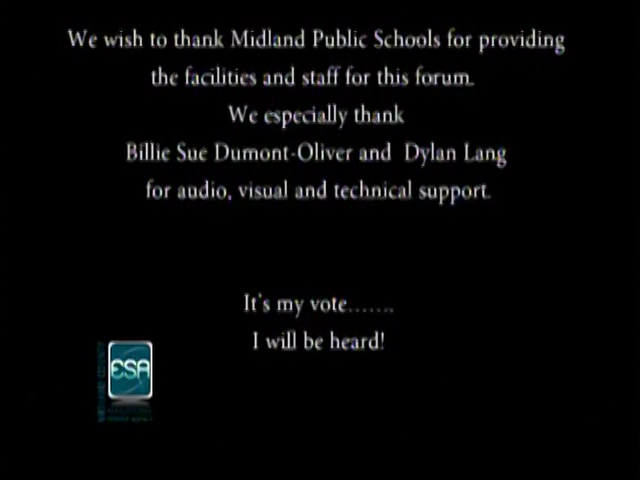 We wish to thank Midland Public Schools for providing
the facilities and staff for this forum.
We especially thank
Billie Sue Dumont-Oliver and Dylan Lang
for audio, visual and technical support.
It's my vote.......
I will be heard!
ESA